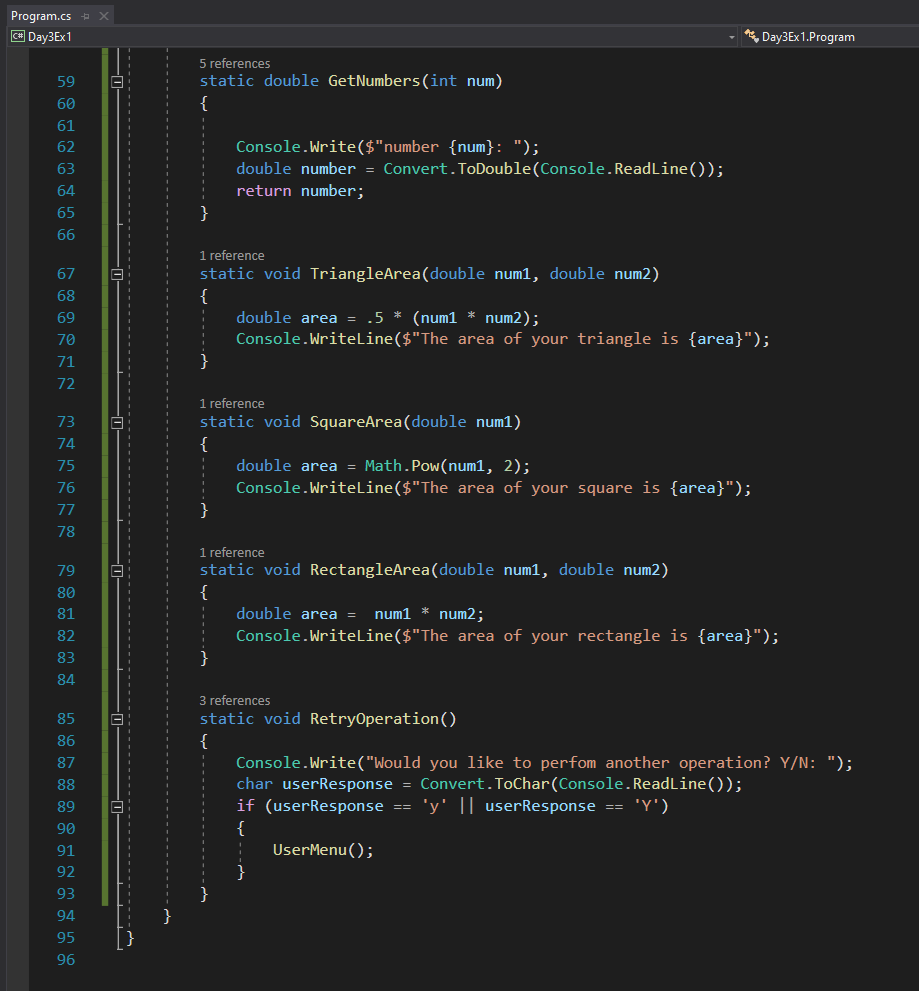 Program.cs
C# Day3Ex1 Day3Ex1.Program
5 references
59 static double GetNumbers(int num)
60 {
61
62 Console.Write($"number {num}: ");
63 double number = Convert.ToDouble(Console.ReadLine());
64 return number;
65 }
66
1 reference
67 static void TriangleArea(double num1, double num2)
68 {
69 double area = .5 * (num1 * num2);
70 Console.WriteLine($"The area of your triangle is {area}");
71 }
72
1 reference
73 static void SquareArea(double num1)
74 {
75 double area = Math.Pow(num1, 2);
76 Console.WriteLine($"The area of your square is {area}");
77 }
78
1 reference
79 static void RectangleArea(double num1, double num2)
80 {
81 double area =  num1 * num2;
82 Console.WriteLine($"The area of your rectangle is {area}");
83 }
84
3 references
85 static void RetryOperation()
86 {
87 Console.Write("Would you like to perfom another operation? Y/N: ");
88 char userResponse = Convert.ToChar(Console.ReadLine());
89 if (userResponse == 'y' || userResponse == 'Y')
90 {
91 UserMenu();
92 }
93 }
94 }
95 }
96